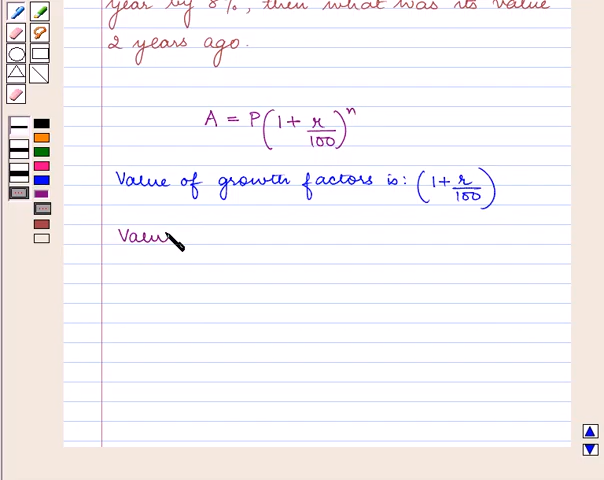 year by 8%, then what was its value
2 years ago.
A = P(1 + r/100)^n
Value of growth factors is: (1 + r/100)
Valu